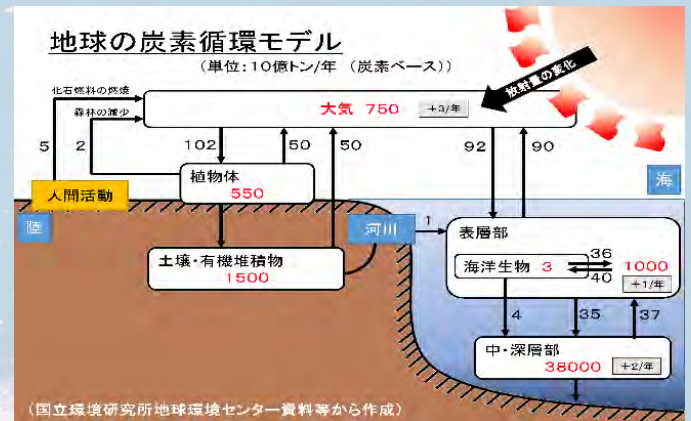 地球の炭素循環モデル
(単位:10億トン/年 (炭素ベース))
放射量の変化
化石燃料の燃焼
森林の減少
大気 750 +3/年
5 2 102 50 50 92 90
植物体
550
人間活動
海
陸
河川
1
表層部
土壌・有機堆積物
1500
海洋生物 3
36
40
1000
+1/年
4 35 37
中・深層部
38000 +2/年
(国立環境研究所地球環境センター資料等から作成)